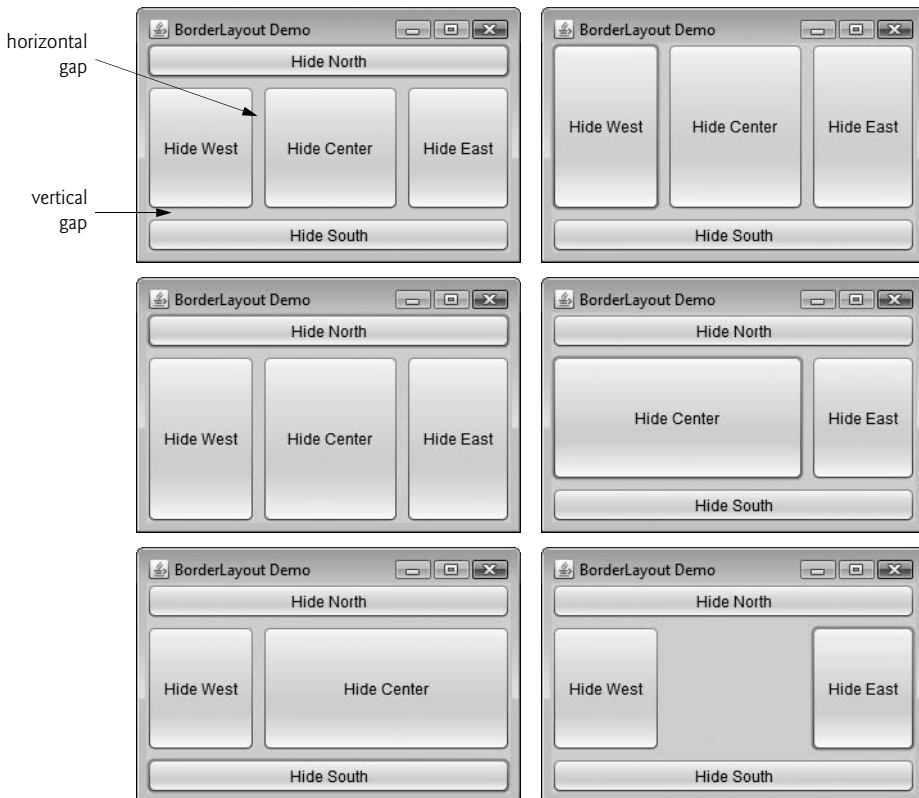 horizontal
gap
vertical
gap
BorderLayout Demo
Hide North
Hide West
Hide Center
Hide East
Hide South
BorderLayout Demo
Hide West
Hide Center
Hide East
Hide South
BorderLayout Demo
Hide North
Hide West
Hide Center
Hide East
BorderLayout Demo
Hide North
Hide Center
Hide East
Hide South
BorderLayout Demo
Hide North
Hide West
Hide Center
Hide South
BorderLayout Demo
Hide North
Hide West
Hide East
Hide South